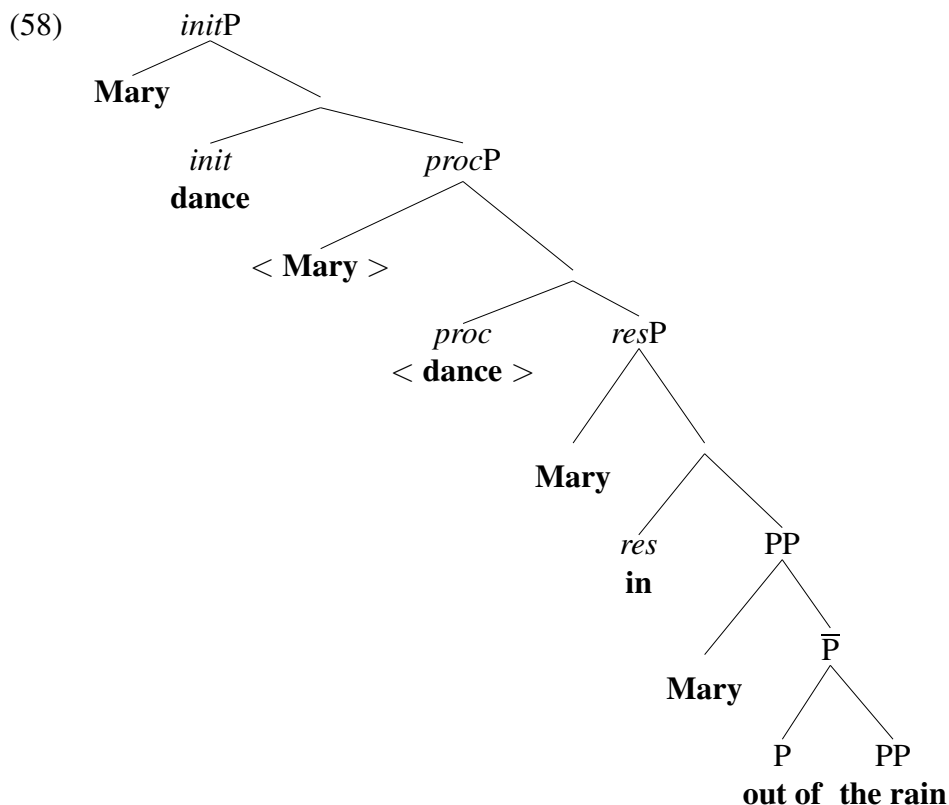 (58) initP
Mary
init procP
dance
< Mary >
proc resP
< dance >
Mary
res PP
in
P̅
Mary
P PP
out of the rain